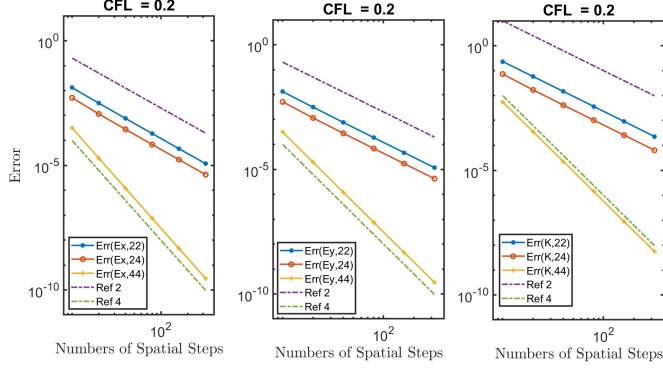 CFL = 0.2
10^0
10^-5
10^-10
Error
Err(Ex,22)
Err(Ex,24)
Err(Ex,44)
Ref 2
Ref 4
10^2
Numbers of Spatial Steps
CFL = 0.2
10^0
10^-5
10^-10
Err(Ey,22)
Err(Ey,24)
Err(Ey,44)
Ref 2
Ref 4
10^2
Numbers of Spatial Steps
CFL = 0.2
10^0
10^-5
10^-10
Err(K,22)
Err(K,24)
Err(K,44)
Ref 2
Ref 4
10^2
Numbers of Spatial Steps